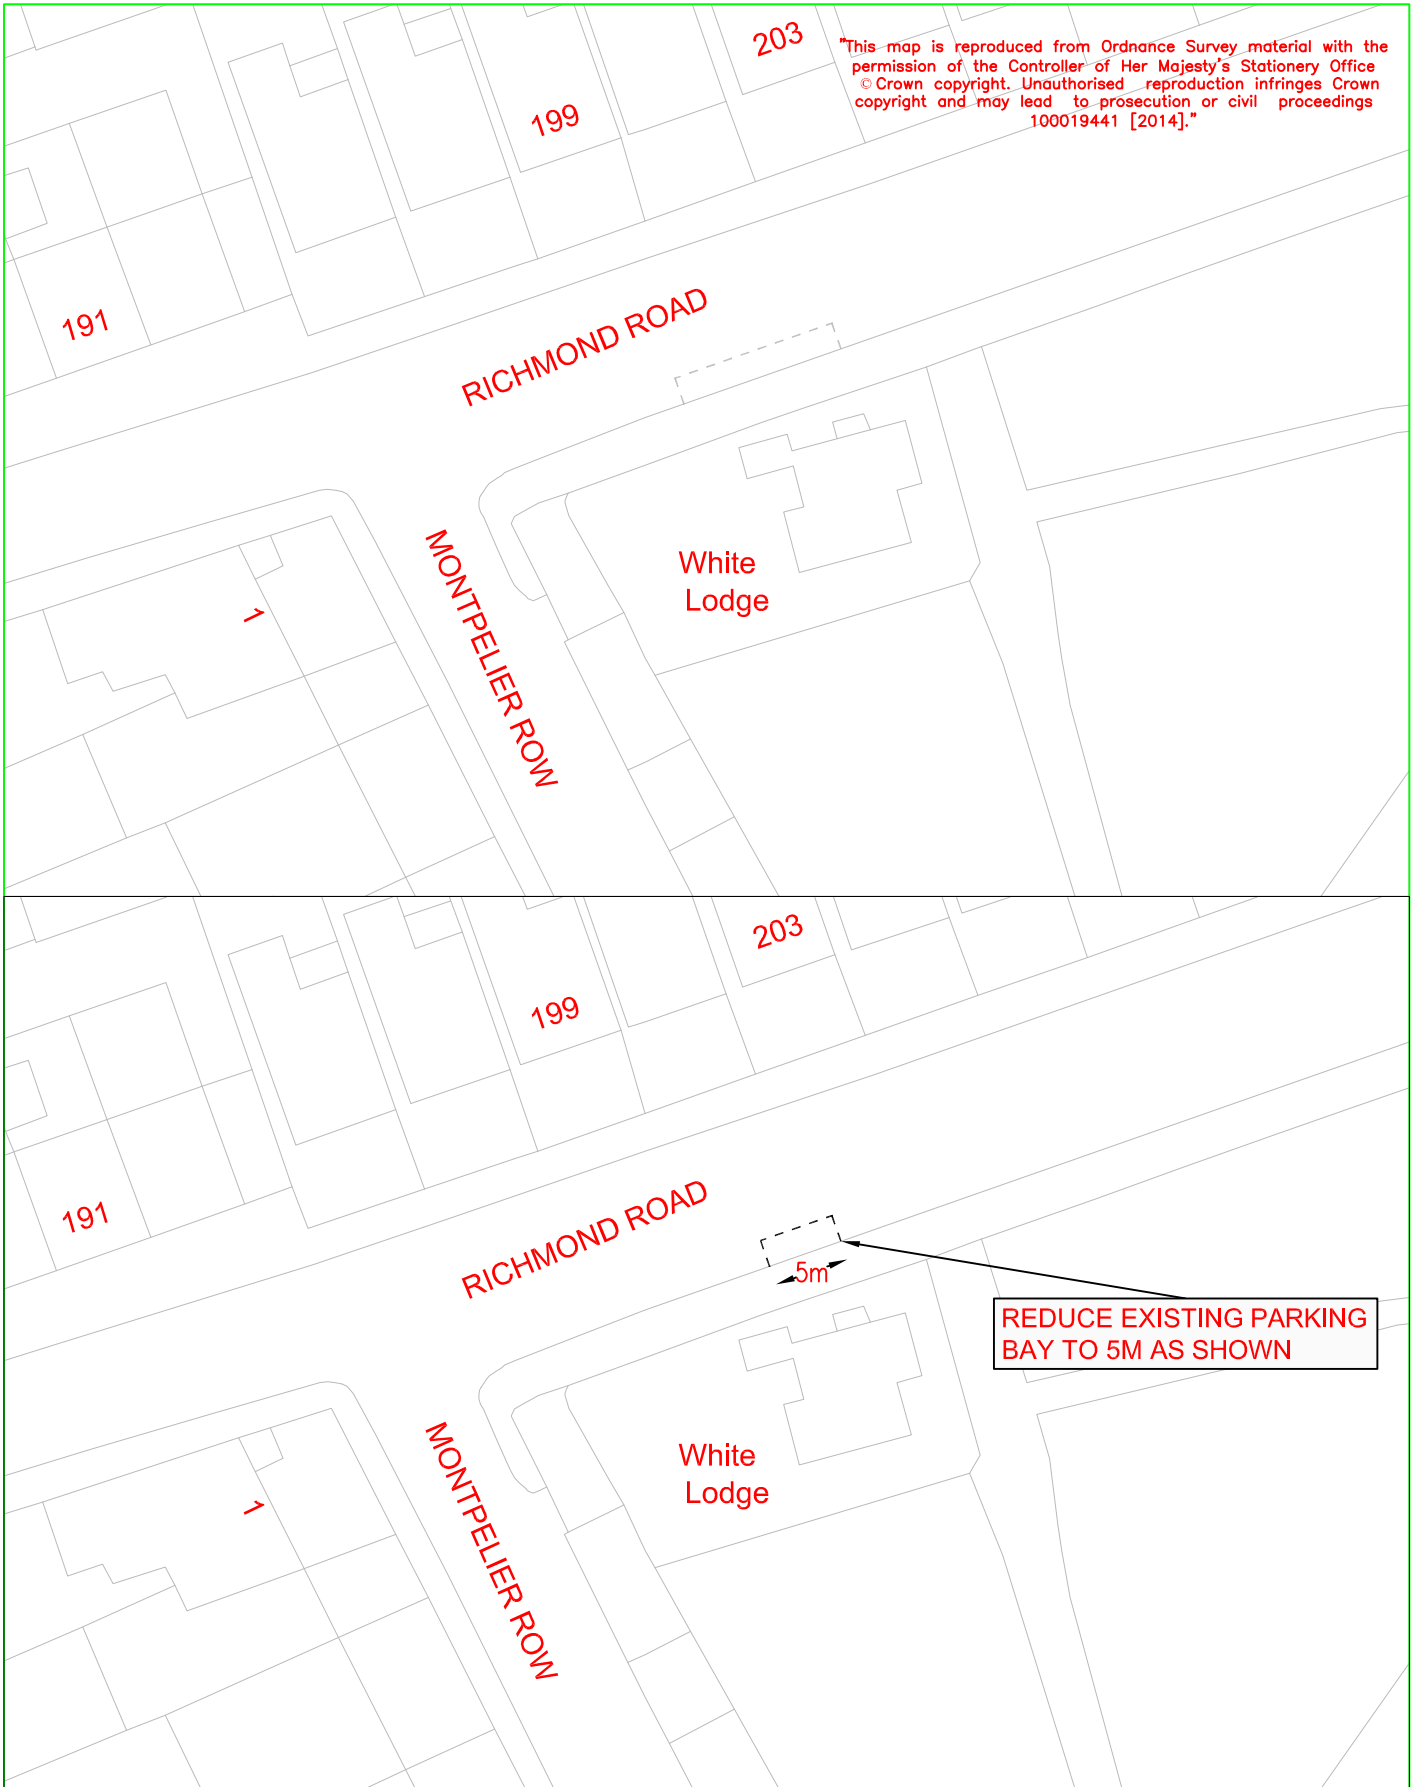 203
"This map is reproduced from Ordnance Survey material with the
permission of the Controller of Her Majesty's Stationery Office
© Crown copyright. Unauthorised reproduction infringes Crown
copyright and may lead to prosecution or civil proceedings
100019441 [2014]."
199
191
RICHMOND ROAD
MONTPELIER ROW
White
Lodge
1
203
199
191
RICHMOND ROAD
5m
REDUCE EXISTING PARKING
BAY TO 5M AS SHOWN
MONTPELIER ROW
White
Lodge
1